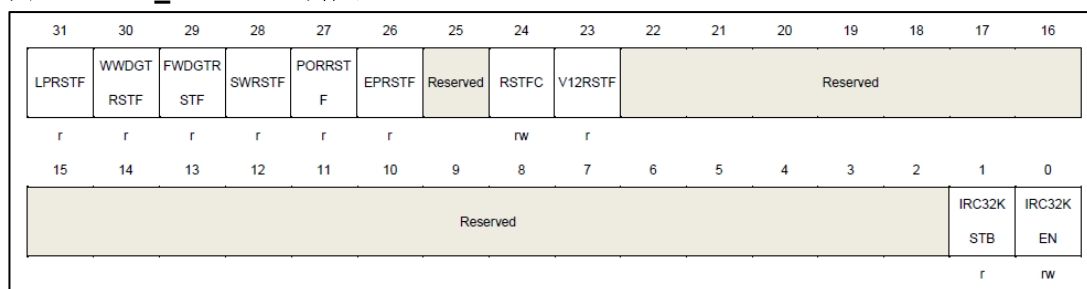 31 30 29 28 27 26 25 24 23 22 21 20 19 18 17 16
LPRSTF WWDGT RSTF FWDGTR STF SWRSTF PORRST F EPRSTF Reserved RSTFC V12RSTF Reserved
r r r r r r rw r
15 14 13 12 11 10 9 8 7 6 5 4 3 2 1 0
Reserved IRC32K STB IRC32K EN
r rw